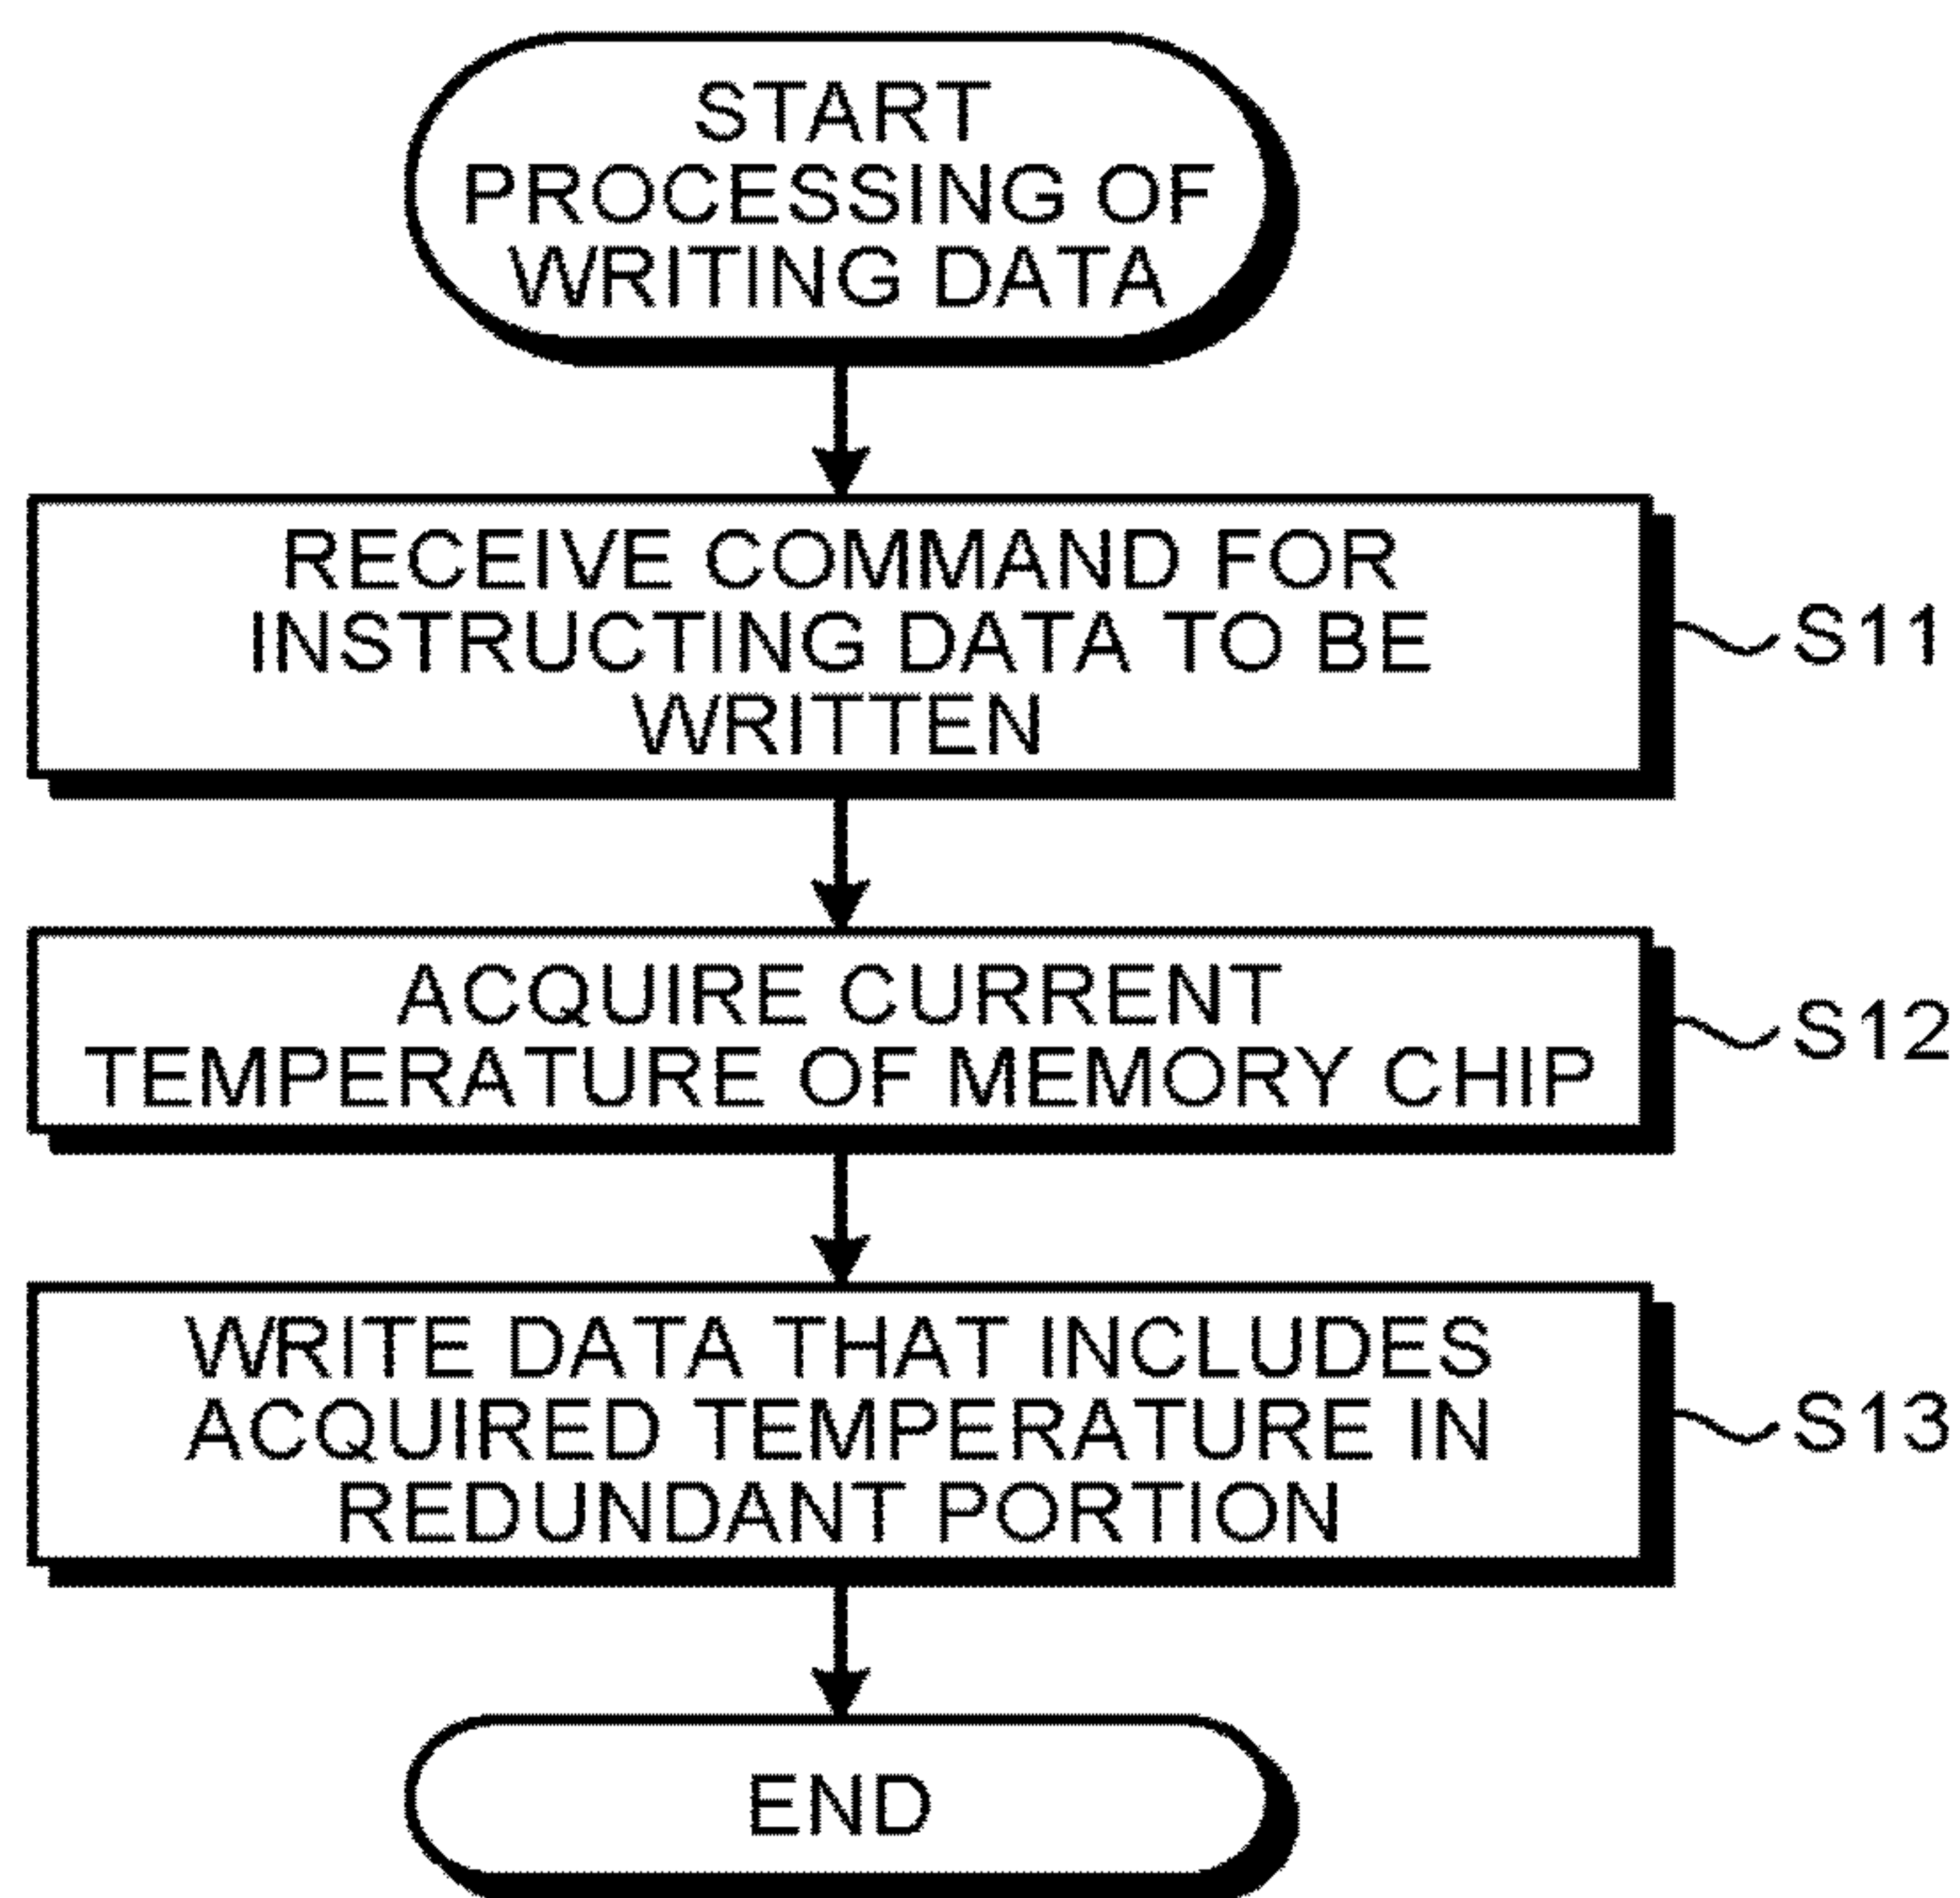 START
PROCESSING OF
WRITING DATA
RECEIVE COMMAND FOR
INSTRUCTING DATA TO BE
WRITTEN
S11
ACQUIRE CURRENT
TEMPERATURE OF MEMORY CHIP
S12
WRITE DATA THAT INCLUDES
ACQUIRED TEMPERATURE IN
REDUNDANT PORTION
S13
END